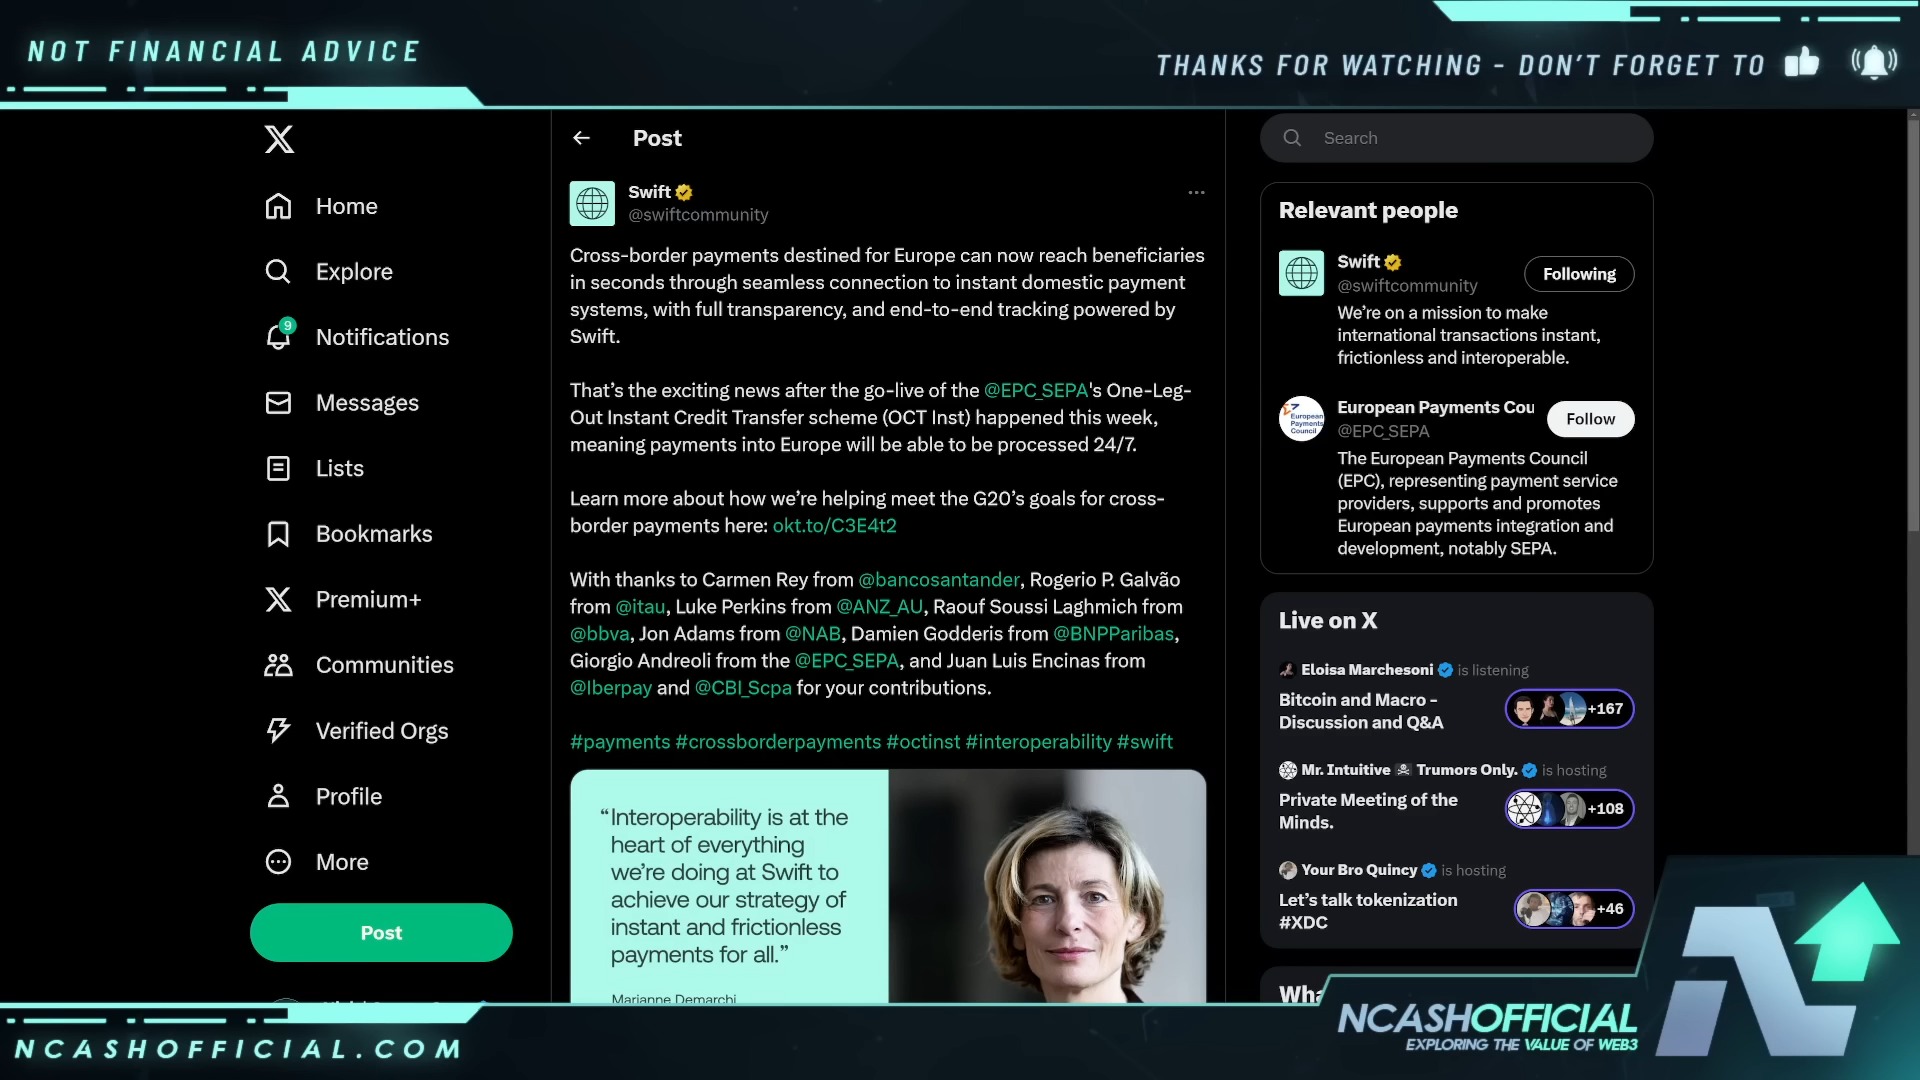 NOT FINANCIAL ADVICE
THANKS FOR WATCHING - DON'T FORGET TO
Home
Explore
9
Notifications
Messages
Lists
Bookmarks
Premium+
Communities
Verified Orgs
Profile
More
Post
Post
Swift
@swiftcommunity
Cross-border payments destined for Europe can now reach beneficiaries
in seconds through seamless connection to instant domestic payment
systems, with full transparency, and end-to-end tracking powered by
Swift.
That's the exciting news after the go-live of the @EPC_SEPA's One-Leg-
Out Instant Credit Transfer scheme (OCT Inst) happened this week,
meaning payments into Europe will be able to be processed 24/7.
Learn more about how we're helping meet the G20's goals for cross-
border payments here: okt.to/C3E4t2
With thanks to Carmen Rey from @bancosantander, Rogerio P. Galvão
from @itau, Luke Perkins from @ANZ_AU, Raouf Soussi Laghmich from
@bbva, Jon Adams from @NAB, Damien Godderis from @BNPParibas,
Giorgio Andreoli from the @EPC_SEPA, and Juan Luis Encinas from
@Iberpay and @CBI_Scpa for your contributions.
#payments #crossborderpayments #octinst #interoperability #swift
“Interoperability is at the
heart of everything
we're doing at Swift to
achieve our strategy of
instant and frictionless
payments for all.”
Marianne Demarchi
Search
Relevant people
Swift
@swiftcommunity
Following
We're on a mission to make
international transactions instant,
frictionless and interoperable.
European Payments Cou
@EPC_SEPA
Follow
European
Payments
Council
The European Payments Council
(EPC), representing payment service
providers, supports and promotes
European payments integration and
development, notably SEPA.
Live on X
Eloisa Marchesoni is listening
Bitcoin and Macro -
Discussion and Q&A
+167
Mr. Intuitive ☠ Trumors Only. is hosting
Private Meeting of the
Minds.
+108
Your Bro Quincy is hosting
Let's talk tokenization
#XDC
+46
Wha
NCASHOFFICIAL.COM
NCASHOFFICIAL
EXPLORING THE VALUE OF WEB3